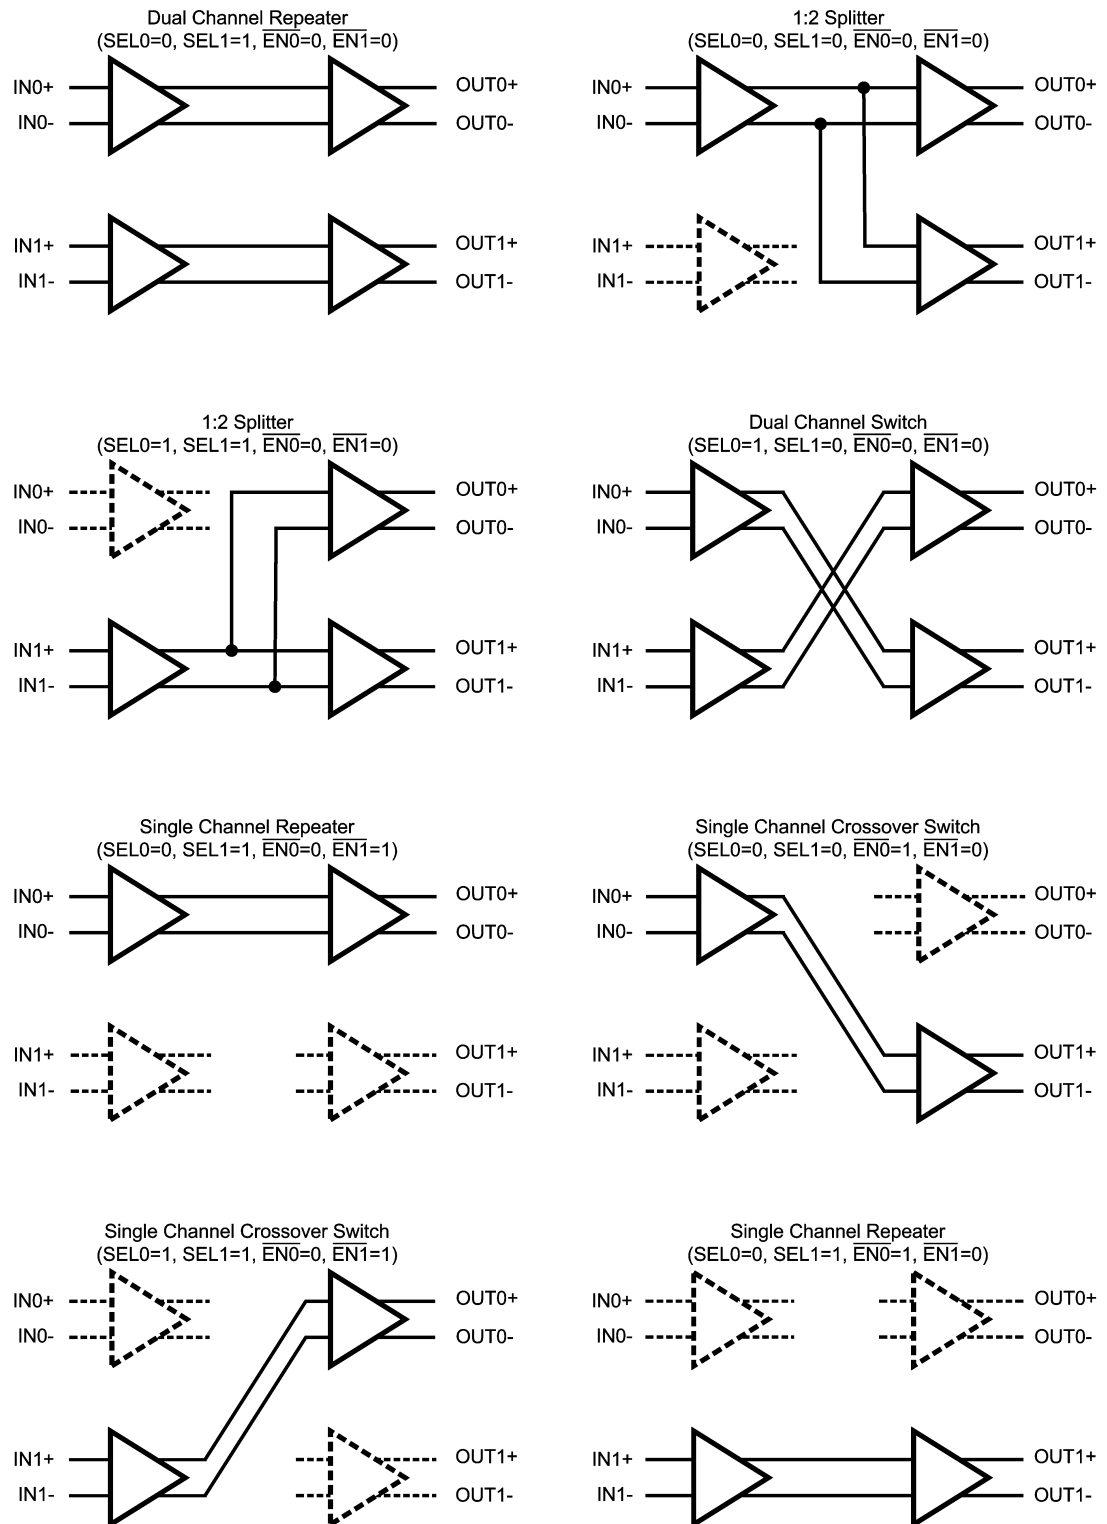 Dual Channel Repeater
(SEL0=0, SEL1=1, EN0=0, EN1=0)
IN0+
IN0-
OUT0+
OUT0-
IN1+
IN1-
OUT1+
OUT1-
1:2 Splitter
(SEL0=0, SEL1=0, EN0=0, EN1=0)
IN0+
IN0-
OUT0+
OUT0-
IN1+
IN1-
OUT1+
OUT1-
1:2 Splitter
(SEL0=1, SEL1=1, EN0=0, EN1=0)
IN0+
IN0-
OUT0+
OUT0-
IN1+
IN1-
OUT1+
OUT1-
Dual Channel Switch
(SEL0=1, SEL1=0, EN0=0, EN1=0)
IN0+
IN0-
OUT0+
OUT0-
IN1+
IN1-
OUT1+
OUT1-
Single Channel Repeater
(SEL0=0, SEL1=1, EN0=0, EN1=1)
IN0+
IN0-
OUT0+
OUT0-
IN1+
IN1-
OUT1+
OUT1-
Single Channel Crossover Switch
(SEL0=0, SEL1=0, EN0=1, EN1=0)
IN0+
IN0-
OUT0+
OUT0-
IN1+
IN1-
OUT1+
OUT1-
Single Channel Crossover Switch
(SEL0=1, SEL1=1, EN0=0, EN1=1)
IN0+
IN0-
OUT0+
OUT0-
IN1+
IN1-
OUT1+
OUT1-
Single Channel Repeater
(SEL0=0, SEL1=1, EN0=1, EN1=0)
IN0+
IN0-
OUT0+
OUT0-
IN1+
IN1-
OUT1+
OUT1-